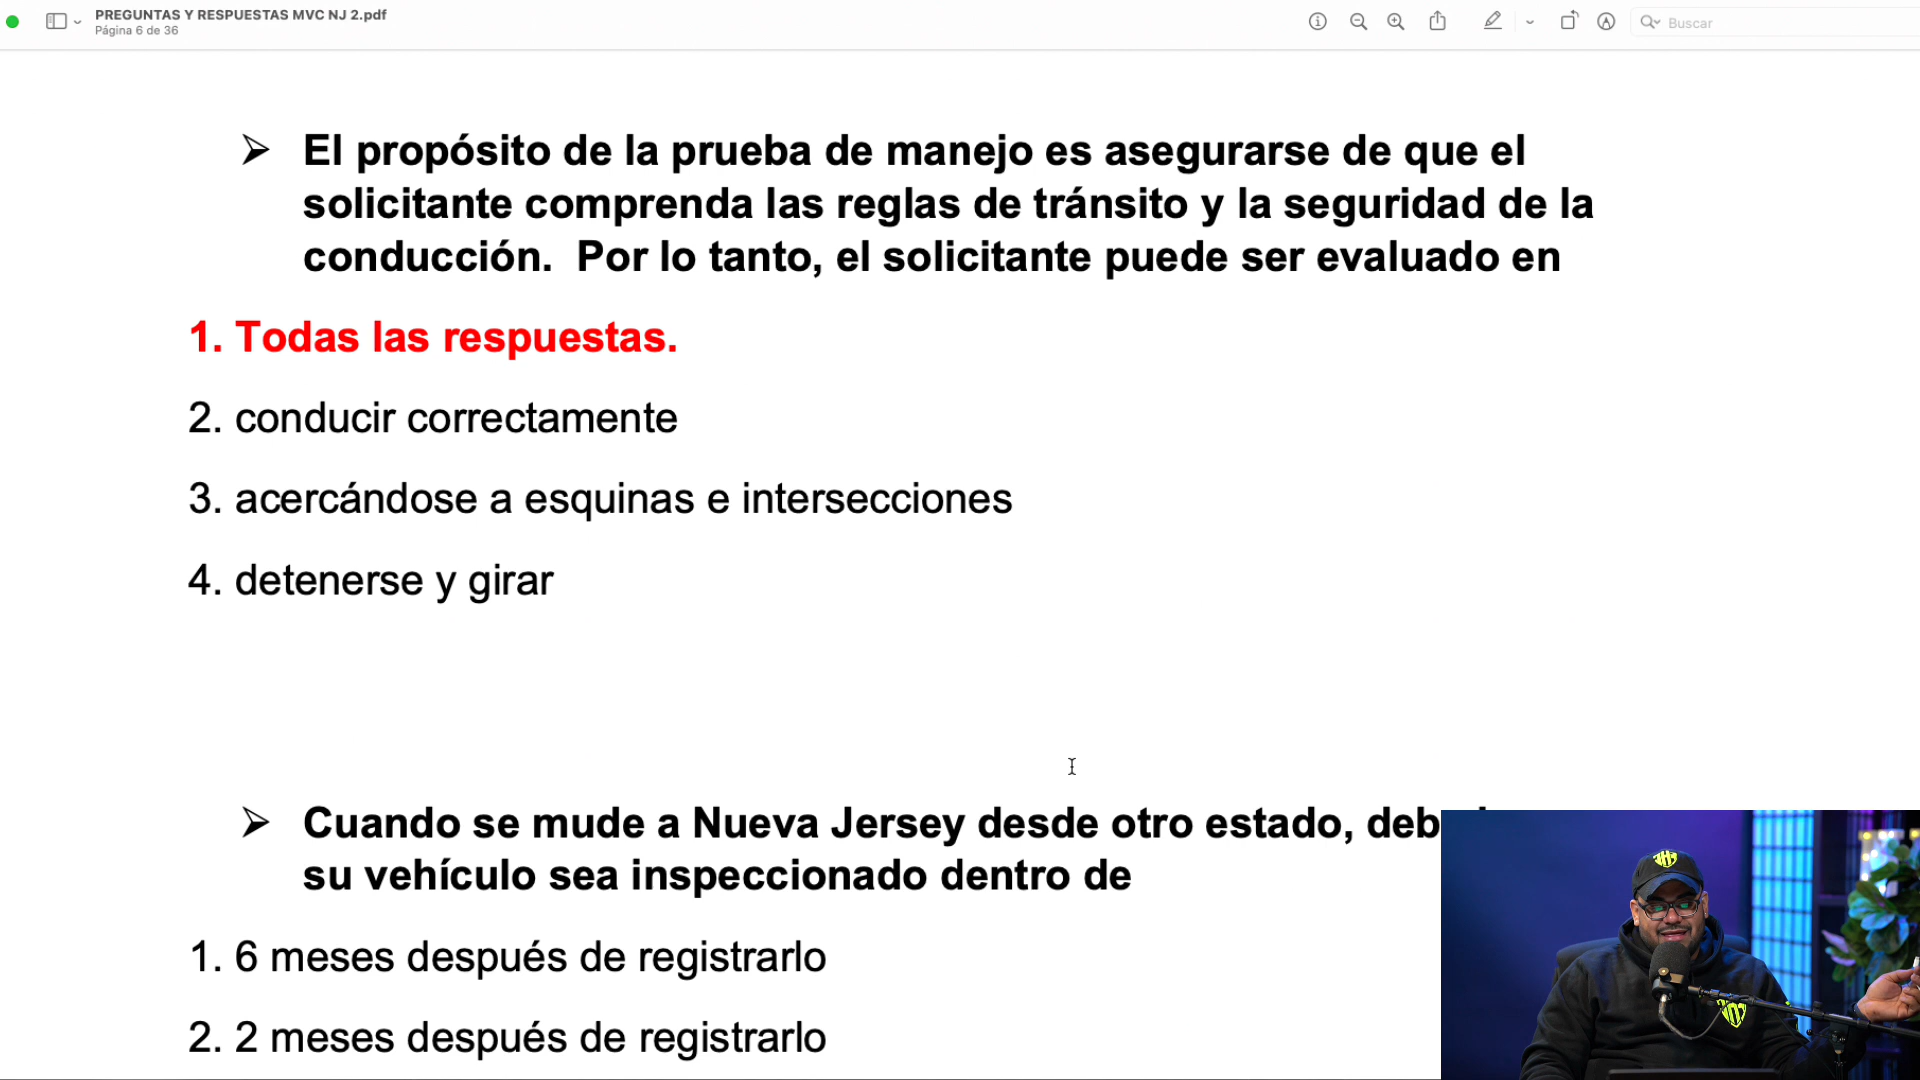 PREGUNTAS Y RESPUESTAS MVC NJ 2.pdf
Página 6 de 36
Buscar
➢ El propósito de la prueba de manejo es asegurarse de que el
solicitante comprenda las reglas de tránsito y la seguridad de la
conducción. Por lo tanto, el solicitante puede ser evaluado en
1. Todas las respuestas.
2. conducir correctamente
3. acercándose a esquinas e intersecciones
4. detenerse y girar
➢ Cuando se mude a Nueva Jersey desde otro estado,
su vehículo sea inspeccionado dentro de
1. 6 meses después de registrarlo
2. 2 meses después de registrarlo